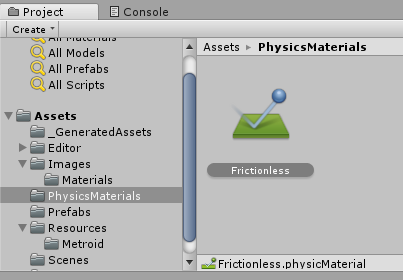 Project
Console
Create
All Materials
All Models
All Prefabs
All Scripts
Assets
_GeneratedAssets
Editor
Images
Materials
PhysicsMaterials
Prefabs
Resources
Metroid
Scenes
Assets ▸ PhysicsMaterials
Frictionless
Frictionless.physicMaterial